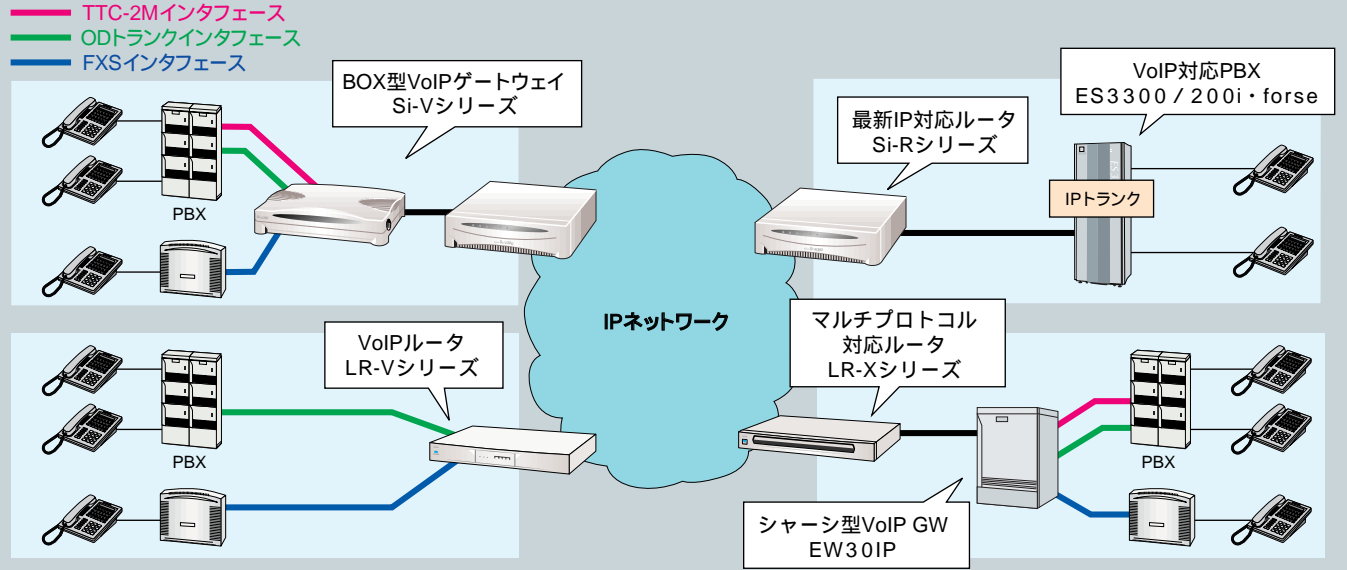 TTC-2Mインタフェース
ODトランクインタフェース
FXSインタフェース
BOX型VoIPゲートウェイ
Si-Vシリーズ
PBX
最新IP対応ルータ
Si-Rシリーズ
VoIP対応PBX
ES3300/200i・forse
IPトランク
IPネットワーク
VoIPルータ
LR-Vシリーズ
PBX
マルチプロトコル
対応ルータ
LR-Xシリーズ
PBX
シャーシ型VoIP GW
EW30IP